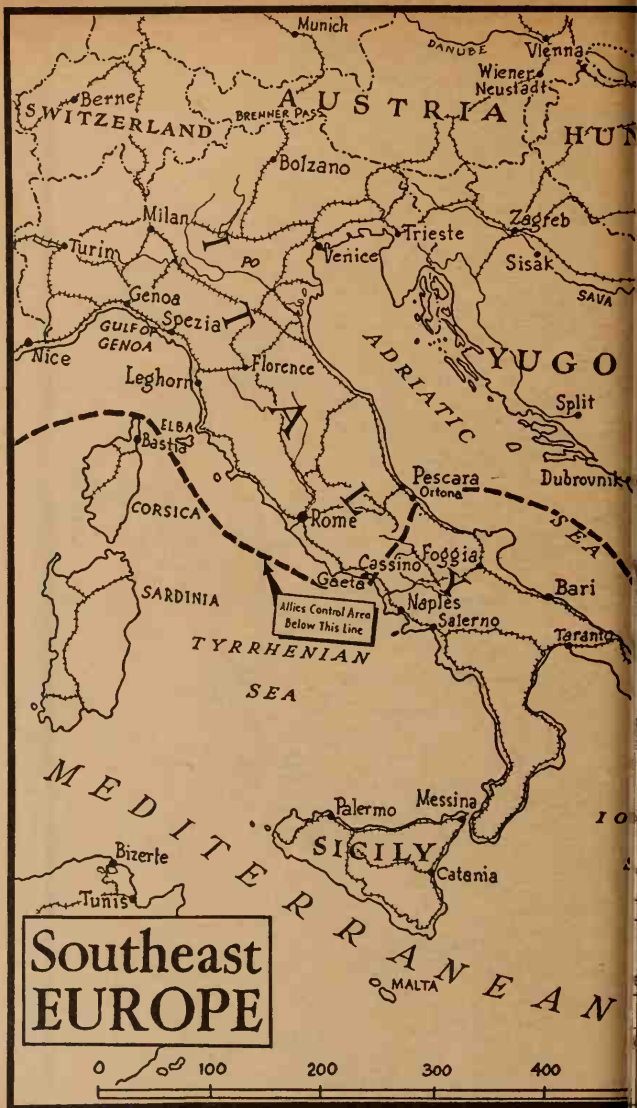 Munich
DANUBE
Vienna
Wiener
Neustadt
Berne
SWITZERLAND
AUSTRIA
BRENNER PASS
HUN
Bolzano
Milan
Turin
PO
Venice
Trieste
Zagreb
Sisak
SAVA
Genoa
GULF OF
GENOA
Spezia
Nice
Florence
Leghorn
ITALY
ADRIATIC
SEA
YUGO
Split
Dubrovnik
ELBA
Bastia
CORSICA
Pescara
Ortona
Rome
Cassino
Foggia
Gaeta
Bari
Naples
Salerno
Taranto
SARDINIA
Allies Control Area
Below This Line
TYRRHENIAN
SEA
MEDITERRANEAN
Palermo
Messina
SICILY
Catania
IO
S
Bizerte
Tunis
MALTA
Southeast
EUROPE
0 100 200 300 400